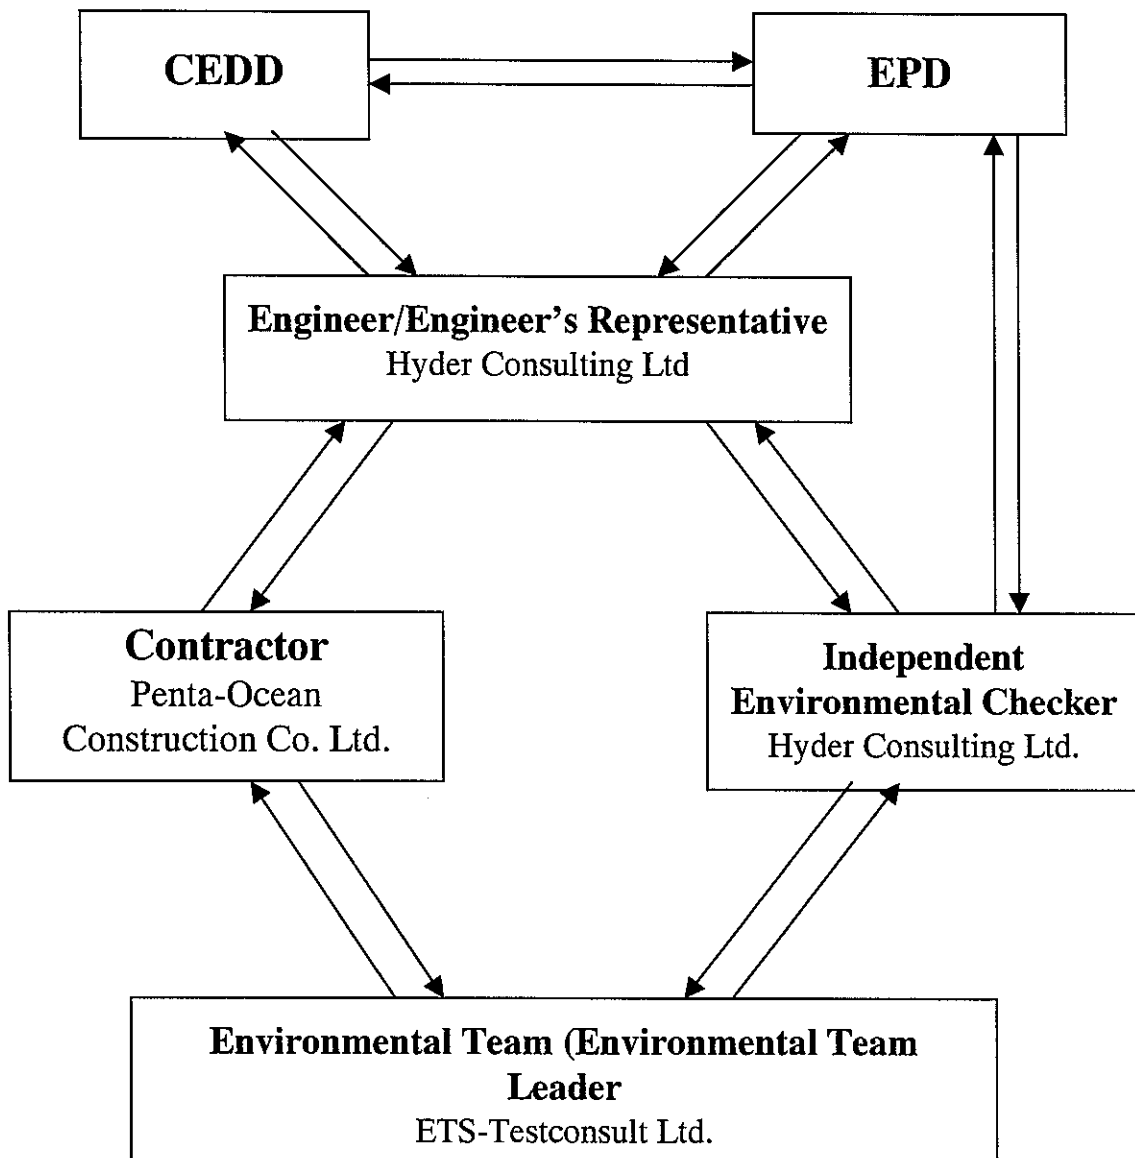 CEDD
EPD
Engineer/Engineer's Representative
Hyder Consulting Ltd
Contractor
Penta-Ocean
Construction Co. Ltd.
Independent
Environmental Checker
Hyder Consulting Ltd.
Environmental Team (Environmental Team
Leader
ETS-Testconsult Ltd.